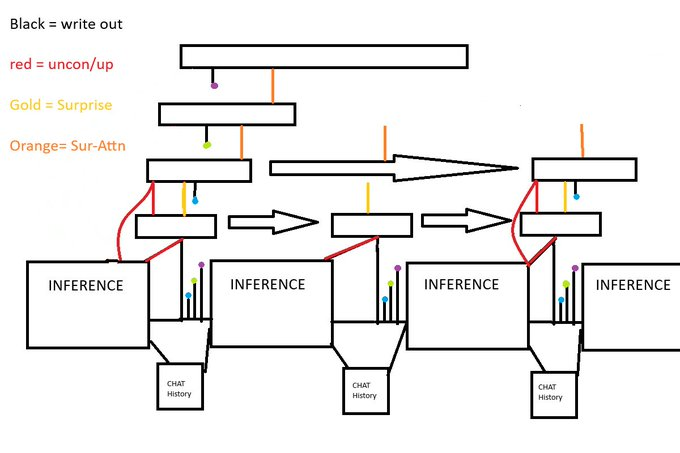 Black = write out
red = uncon/up
Gold = Surprise
Orange= Sur-Attn
INFERENCE
INFERENCE
INFERENCE
INFERENCE
CHAT
History
CHAT
History
CHAT
History